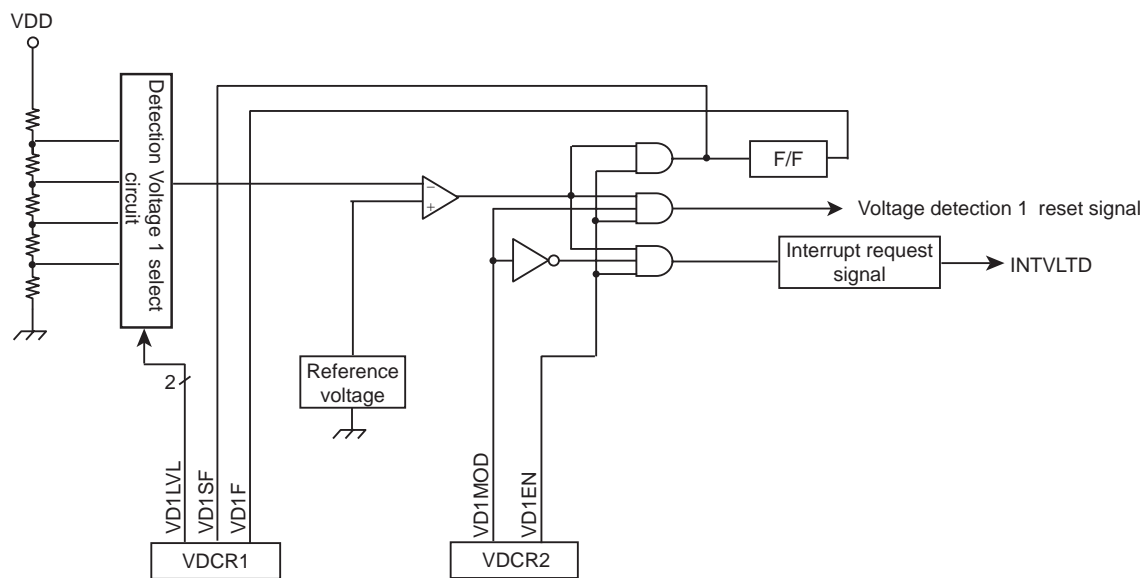 VDD
Detection Voltage 1 select
circuit
−
+
F/F
Voltage detection 1 reset signal
Interrupt request
signal
INTVLTD
Reference
voltage
2
VD1LVL
VD1SF
VD1F
VD1MOD
VD1EN
VDCR1
VDCR2